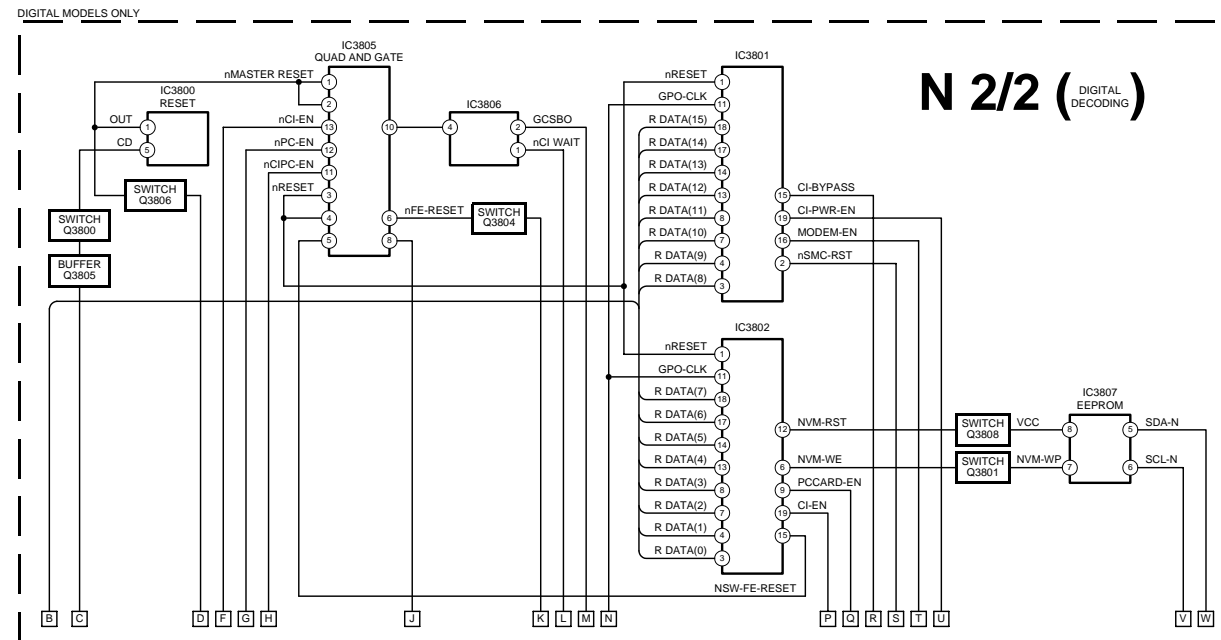 DIGITAL MODELS ONLY
N 2/2 ( DIGITAL DECODING )
IC3805
QUAD AND GATE
nMASTER RESET
1
2
nCI-EN
13
nPC-EN
12
nCIPC-EN
11
nRESET
3
4
5
10
6
8
IC3800
RESET
OUT
1
CD
5
SWITCH
Q3806
SWITCH
Q3800
BUFFER
Q3805
IC3806
4
2
GCSBO
1
nCI WAIT
nFE-RESET
SWITCH
Q3804
IC3801
nRESET
1
GPO-CLK
11
R DATA(15)
18
R DATA(14)
17
R DATA(13)
14
R DATA(12)
13
R DATA(11)
8
R DATA(10)
7
R DATA(9)
4
R DATA(8)
3
15
CI-BYPASS
19
CI-PWR-EN
16
MODEM-EN
2
nSMC-RST
IC3802
nRESET
1
GPO-CLK
11
R DATA(7)
18
R DATA(6)
17
R DATA(5)
14
R DATA(4)
13
R DATA(3)
8
R DATA(2)
7
R DATA(1)
4
R DATA(0)
3
12
NVM-RST
6
NVM-WE
9
PCCARD-EN
19
CI-EN
15
NSW-FE-RESET
SWITCH
Q3808
VCC
SWITCH
Q3801
NVM-WP
IC3807
EEPROM
8
7
5
SDA-N
6
SCL-N
B C D F G H J K L M N P Q R S T U V W